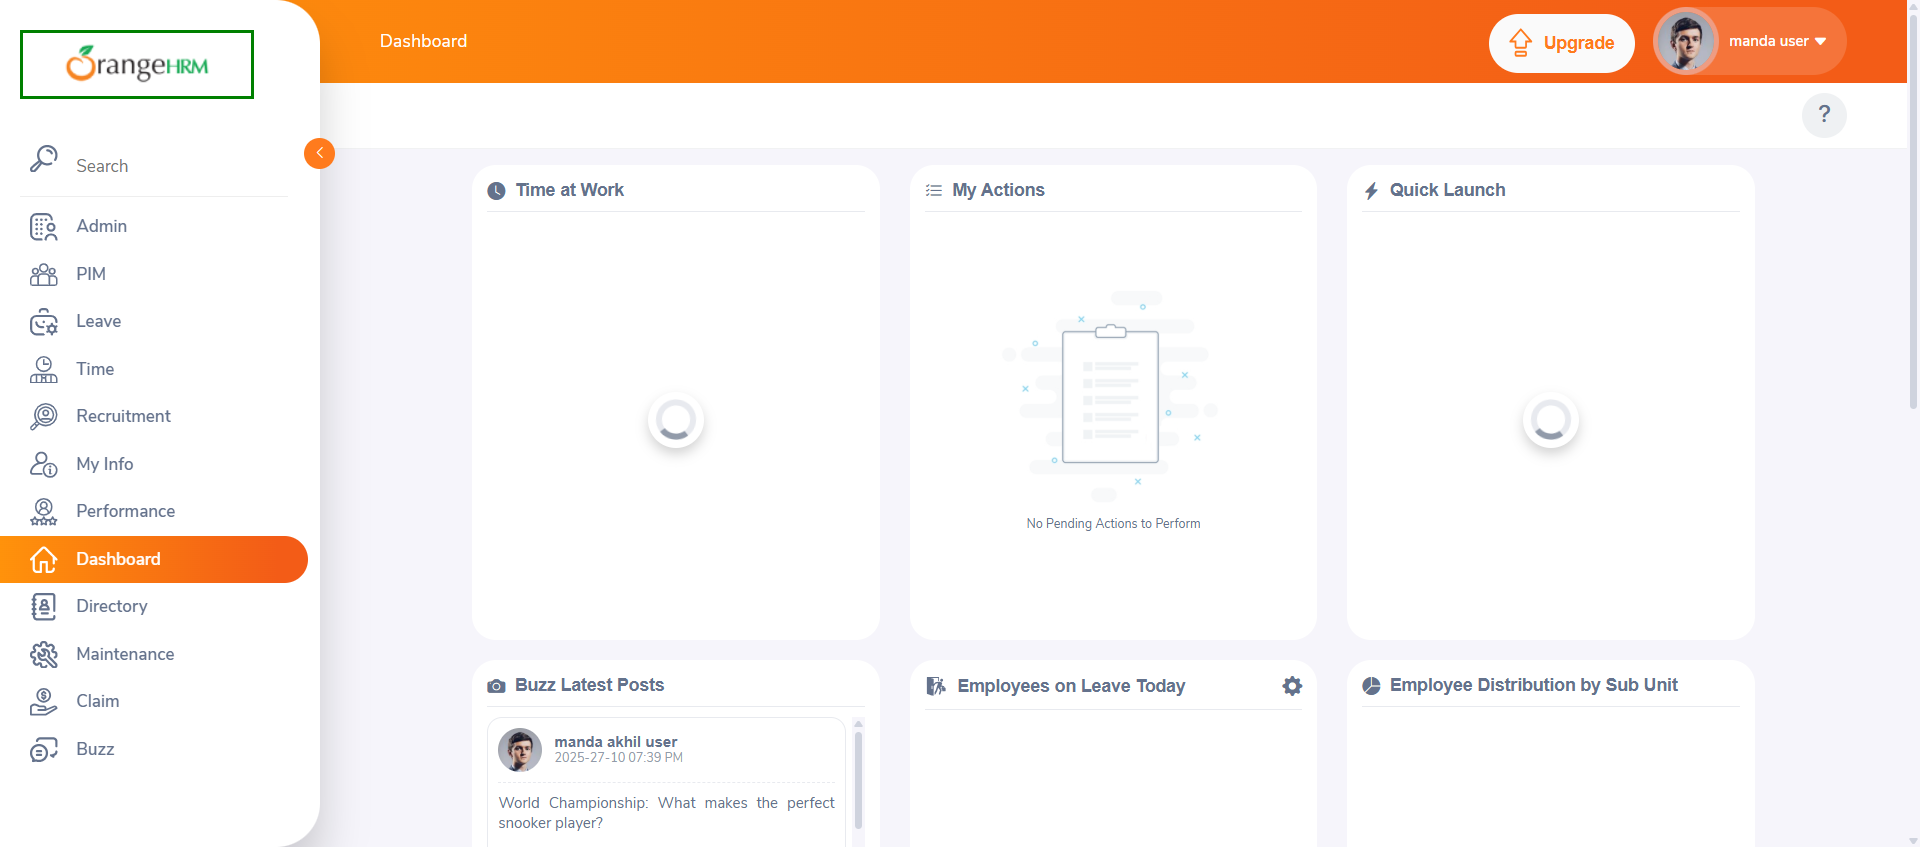 OrangeHRM
Search
Admin
PIM
Leave
Time
Recruitment
My Info
Performance
Dashboard
Directory
Maintenance
Claim
Buzz
Dashboard
Upgrade
manda user
?
Time at Work
My Actions
No Pending Actions to Perform
Quick Launch
Buzz Latest Posts
manda akhil user
2025-27-10 07:39 PM
World Championship: What makes the perfect
snooker player?
Employees on Leave Today
Employee Distribution by Sub Unit